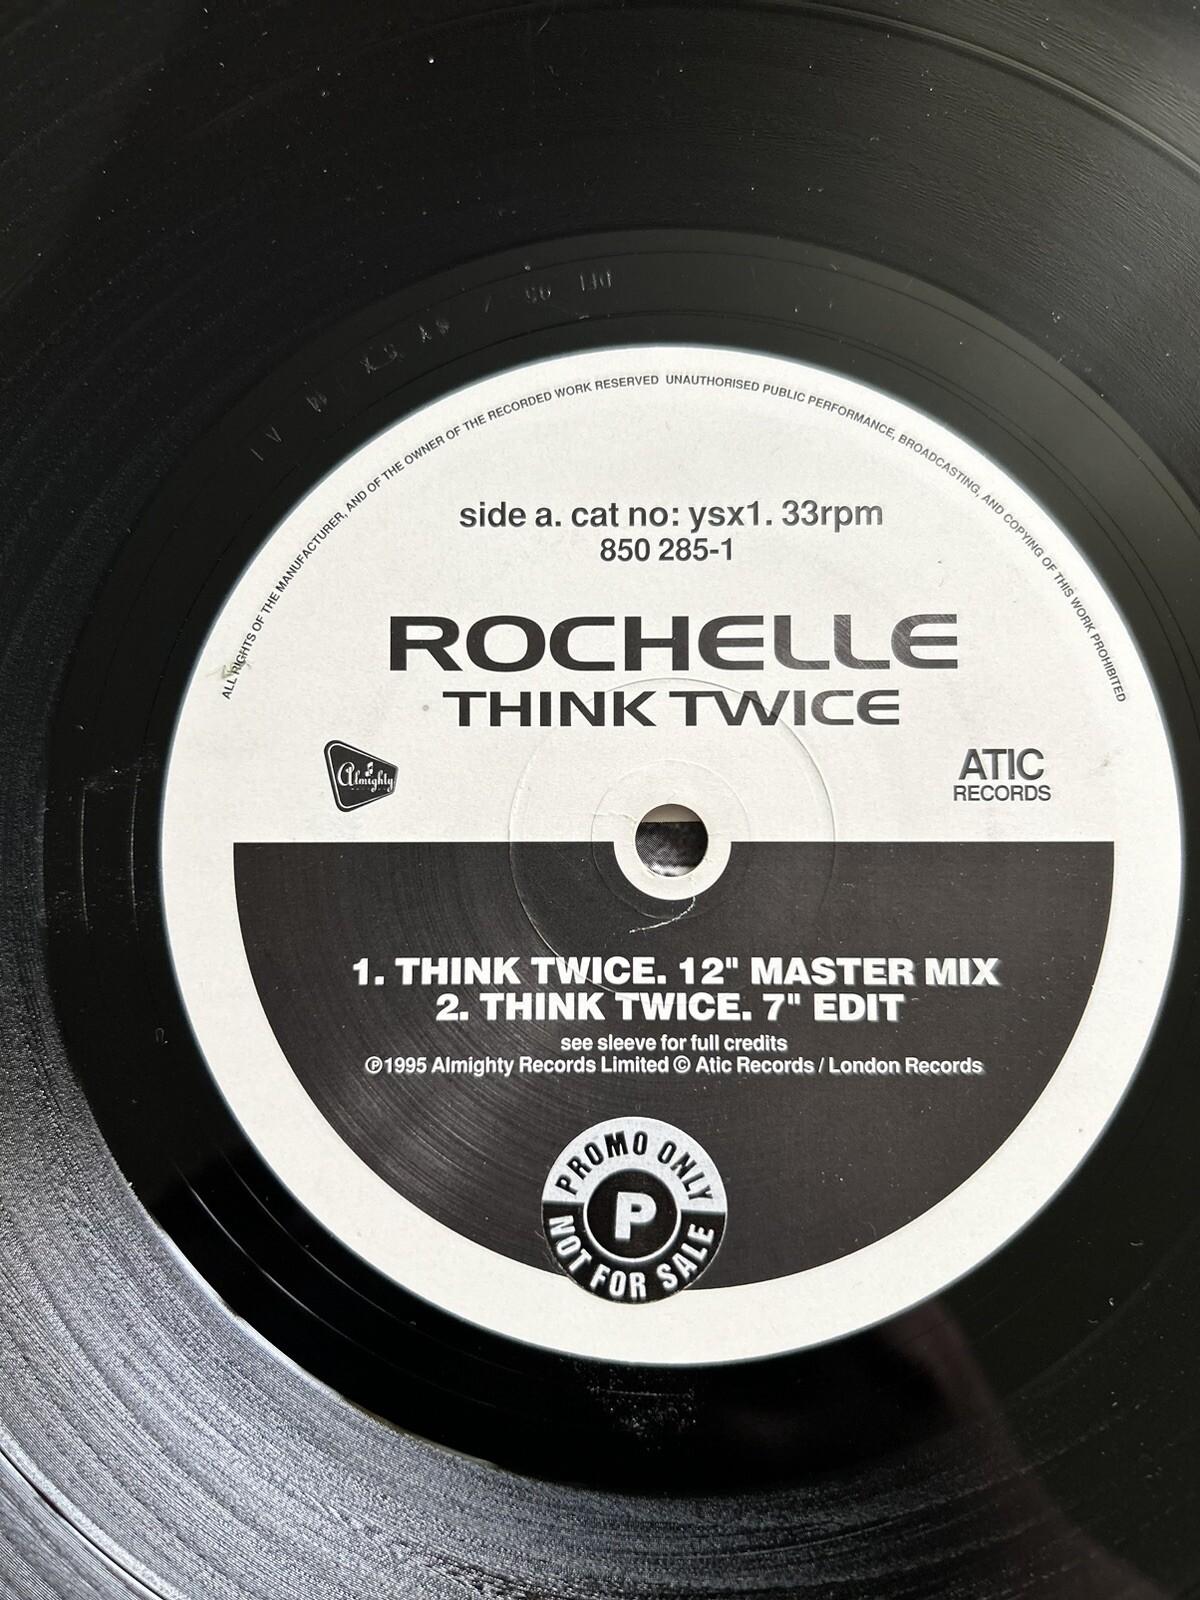 ALL RIGHTS OF THE MANUFACTURER, AND OF THE OWNER OF THE RECORDED WORK RESERVED UNAUTHORISED PUBLIC PERFORMANCE, BROADCASTING, AND COPYING OF THIS WORK PROHIBITED
side a. cat no: ysx1. 33rpm
850 285-1
ROCHELLE
THINK TWICE
Almighty
ATIC
RECORDS
1. THINK TWICE. 12" MASTER MIX
2. THINK TWICE. 7" EDIT
see sleeve for full credits
℗1995 Almighty Records Limited © Atic Records / London Records
PROMO ONLY
P
NOT FOR SALE